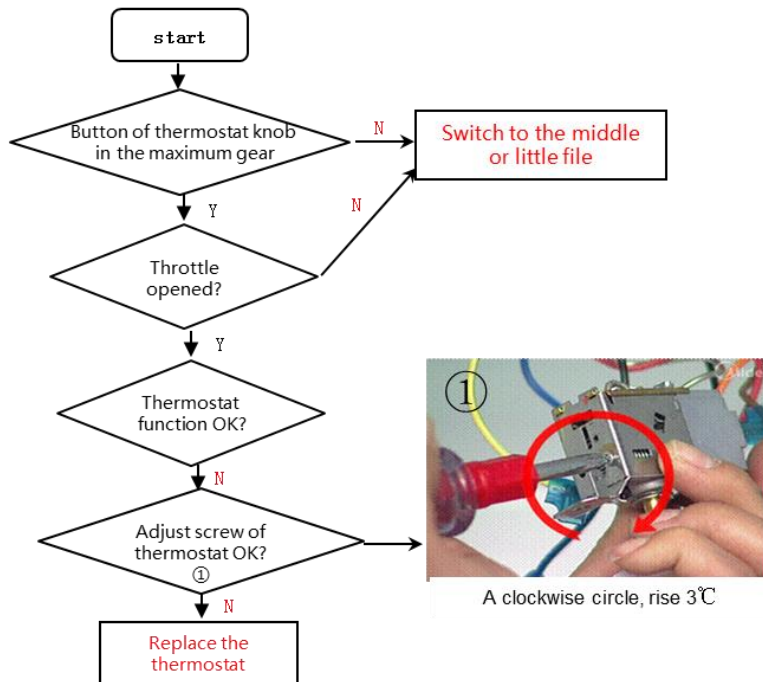 start
Button of thermostat knob
in the maximum gear
N
Switch to the middle
or little file
Y
N
Throttle
opened?
Y
Thermostat
function OK?
N
①
Adjust screw of
thermostat OK?
①
A clockwise circle, rise 3℃
N
Replace the
thermostat